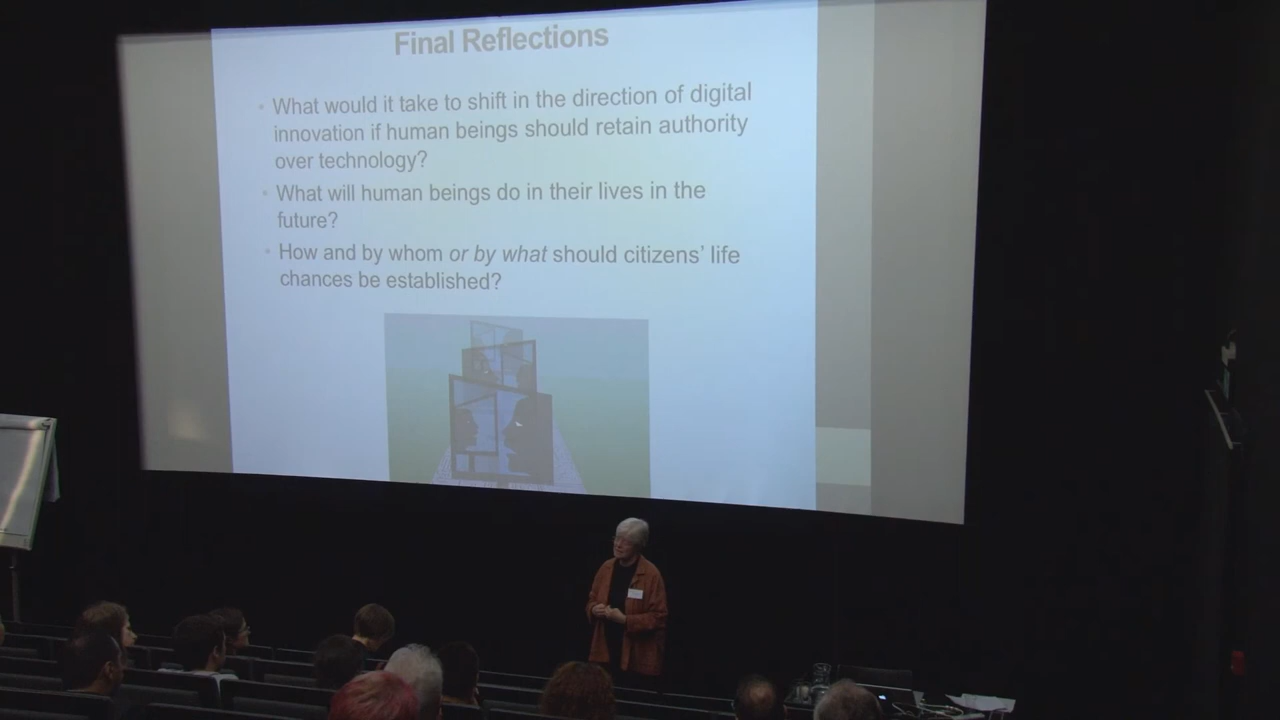 Final Reflections
• What would it take to shift in the direction of digital
innovation if human beings should retain authority
over technology?
• What will human beings do in their lives in the
future?
• How and by whom or by what should citizens' life
chances be established?